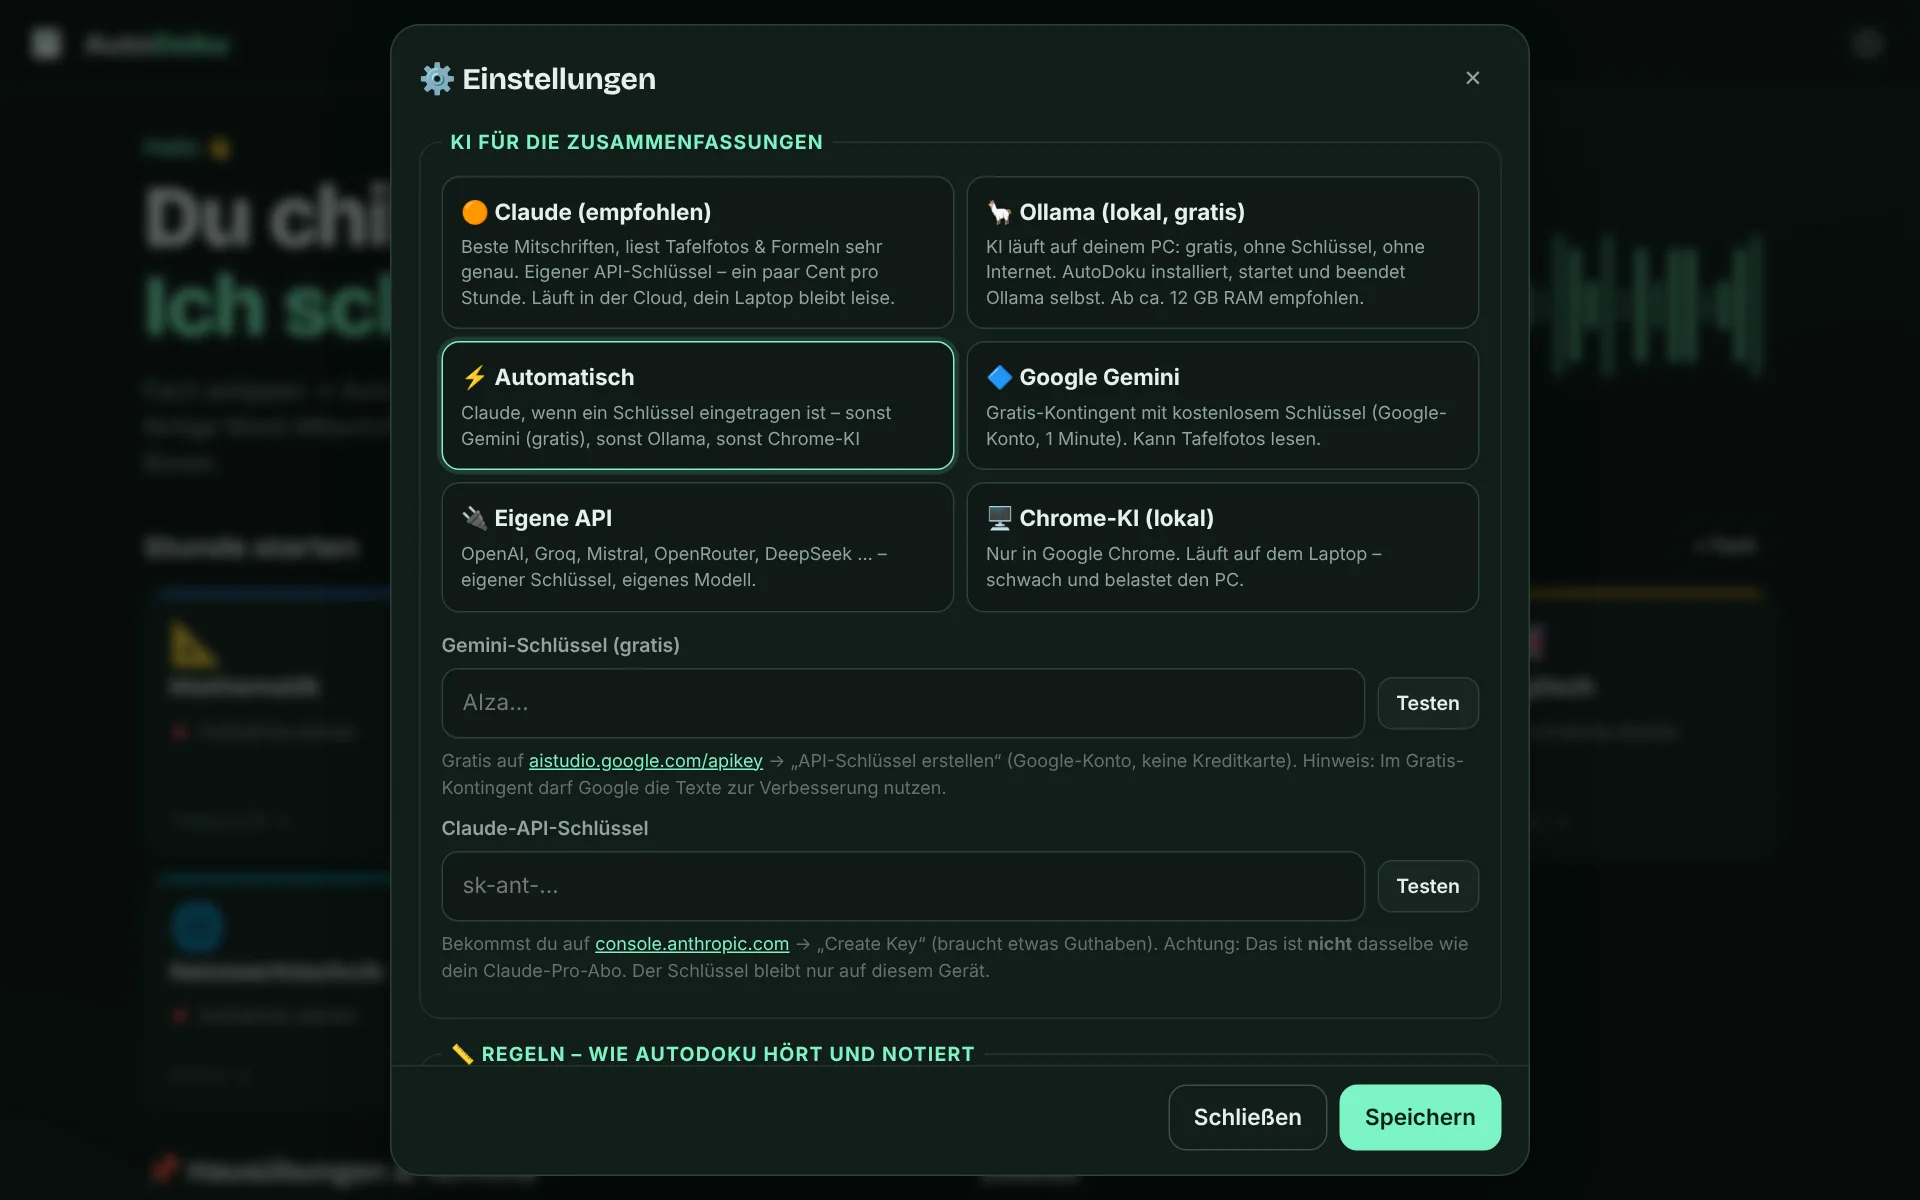 AutoDoku
Einstellungen
×
KI FÜR DIE ZUSAMMENFASSUNGEN
Claude (empfohlen)
Beste Mitschriften, liest Tafelfotos & Formeln sehr
genau. Eigener API-Schlüssel – ein paar Cent pro
Stunde. Läuft in der Cloud, dein Laptop bleibt leise.
Ollama (lokal, gratis)
KI läuft auf deinem PC: gratis, ohne Schlüssel, ohne
Internet. AutoDoku installiert, startet und beendet
Ollama selbst. Ab ca. 12 GB RAM empfohlen.
Automatisch
Claude, wenn ein Schlüssel eingetragen ist – sonst
Gemini (gratis), sonst Ollama, sonst Chrome-KI
Google Gemini
Gratis-Kontingent mit kostenlosem Schlüssel (Google-
Konto, 1 Minute). Kann Tafelfotos lesen.
Eigene API
OpenAI, Groq, Mistral, OpenRouter, DeepSeek ... –
eigener Schlüssel, eigenes Modell.
Chrome-KI (lokal)
Nur in Google Chrome. Läuft auf dem Laptop –
schwach und belastet den PC.
Gemini-Schlüssel (gratis)
AIza...
Testen
Gratis auf aistudio.google.com/apikey → „API-Schlüssel erstellen“ (Google-Konto, keine Kreditkarte). Hinweis: Im Gratis-
Kontingent darf Google die Texte zur Verbesserung nutzen.
Claude-API-Schlüssel
sk-ant-...
Testen
Bekommst du auf console.anthropic.com → „Create Key“ (braucht etwas Guthaben). Achtung: Das ist nicht dasselbe wie
dein Claude-Pro-Abo. Der Schlüssel bleibt nur auf diesem Gerät.
REGELN – WIE AUTODOKU HÖRT UND NOTIERT
Schließen
Speichern
Du chi
Ich sch
Stunde starten
Mathematik
Netzwerktechnik